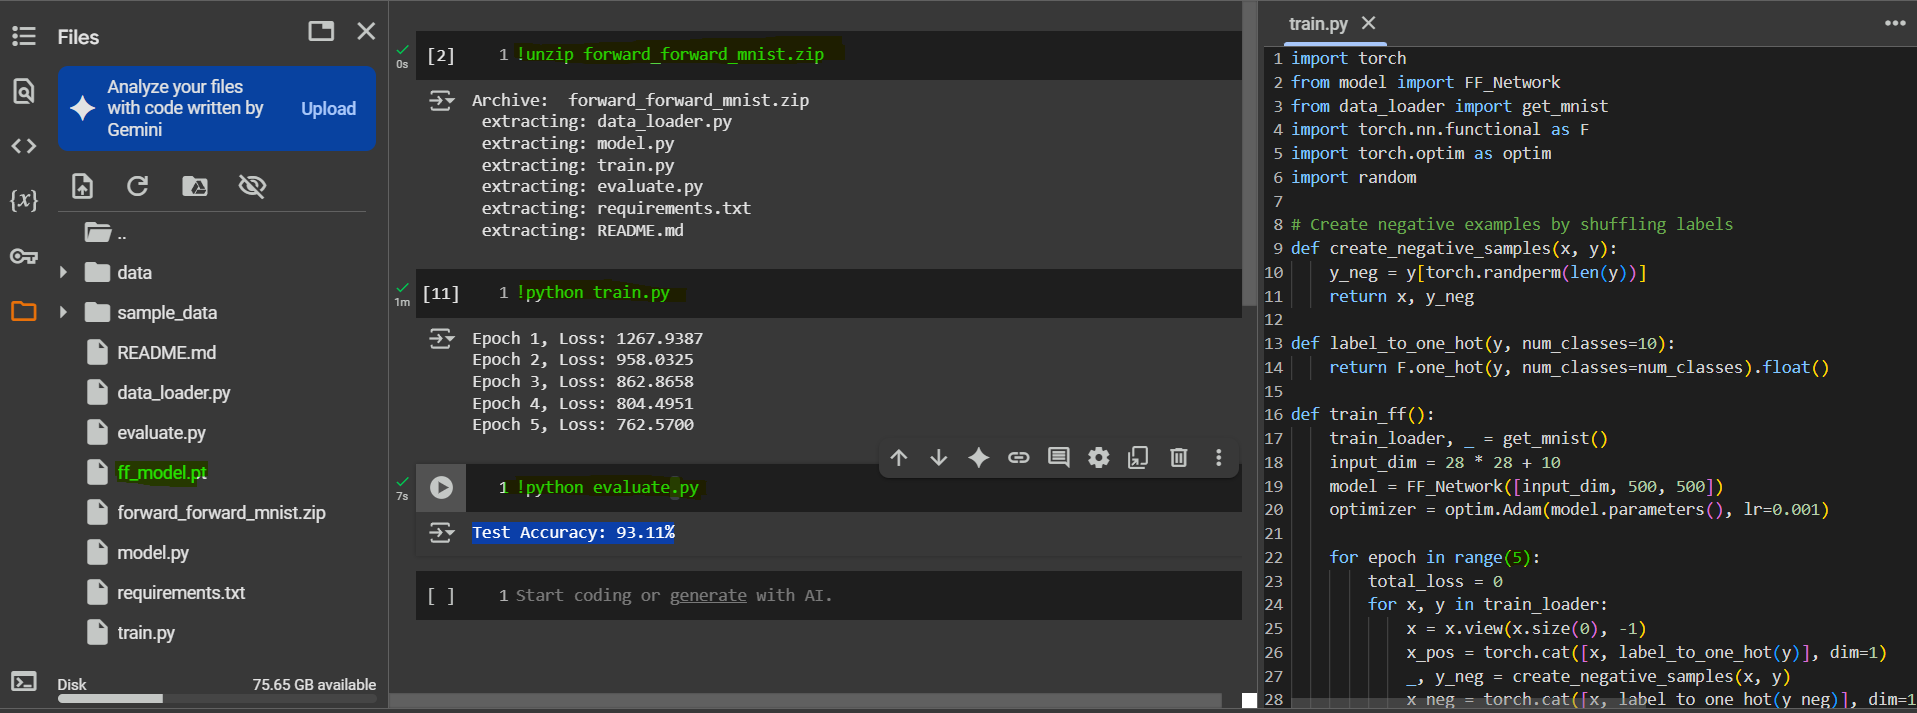 Files
Analyze your files
with code written by
Gemini
Upload
{x}
..
data
sample_data
README.md
data_loader.py
evaluate.py
ff_model.pt
forward_forward_mnist.zip
model.py
requirements.txt
train.py
Disk
75.65 GB available
0s
[2]
1 !unzip forward_forward_mnist.zip
Archive:  forward_forward_mnist.zip
 extracting: data_loader.py
 extracting: model.py
 extracting: train.py
 extracting: evaluate.py
 extracting: requirements.txt
 extracting: README.md
1m
[11]
1 !python train.py
Epoch 1, Loss: 1267.9387
Epoch 2, Loss: 958.0325
Epoch 3, Loss: 862.8658
Epoch 4, Loss: 804.4951
Epoch 5, Loss: 762.5700
7s
1 !python evaluate.py
Test Accuracy: 93.11%
[ ]
1 Start coding or generate with AI.
train.py
1 import torch
2 from model import FF_Network
3 from data_loader import get_mnist
4 import torch.nn.functional as F
5 import torch.optim as optim
6 import random
7
8 # Create negative examples by shuffling labels
9 def create_negative_samples(x, y):
10     y_neg = y[torch.randperm(len(y))]
11     return x, y_neg
12
13 def label_to_one_hot(y, num_classes=10):
14     return F.one_hot(y, num_classes=num_classes).float()
15
16 def train_ff():
17     train_loader, _ = get_mnist()
18     input_dim = 28 * 28 + 10
19     model = FF_Network([input_dim, 500, 500])
20     optimizer = optim.Adam(model.parameters(), lr=0.001)
21
22     for epoch in range(5):
23         total_loss = 0
24         for x, y in train_loader:
25             x = x.view(x.size(0), -1)
26             x_pos = torch.cat([x, label_to_one_hot(y)], dim=1)
27             _, y_neg = create_negative_samples(x, y)
28             x_neg = torch.cat([x, label_to_one_hot(y_neg)], dim=1